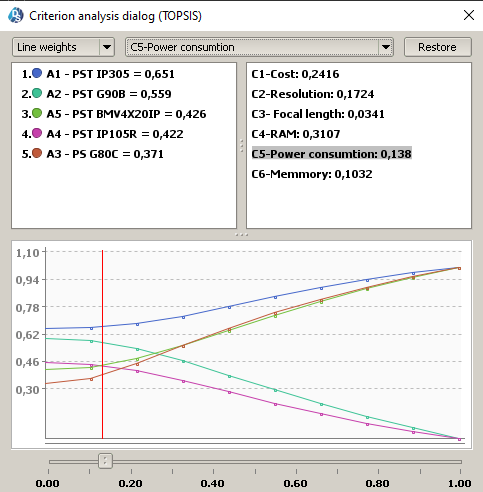 Criterion analysis dialog (TOPSIS)
Line weights
C5-Power consumtion
Restore
1. A1 - PST IP305 = 0,651
2. A2 - PST G90B = 0,559
3. A5 - PST BMV4X20IP = 0,426
4. A4 - PST IP105R = 0,422
5. A3 - PS G80C = 0,371
C1-Cost: 0,2416
C2-Resolution: 0,1724
C3- Focal length: 0,0341
C4-RAM: 0,3107
C5-Power consumtion: 0,138
C6-Memmory: 0,1032
1,10
0,94
0,78
0,62
0,46
0,30
0.00 0.20 0.40 0.60 0.80 1.00